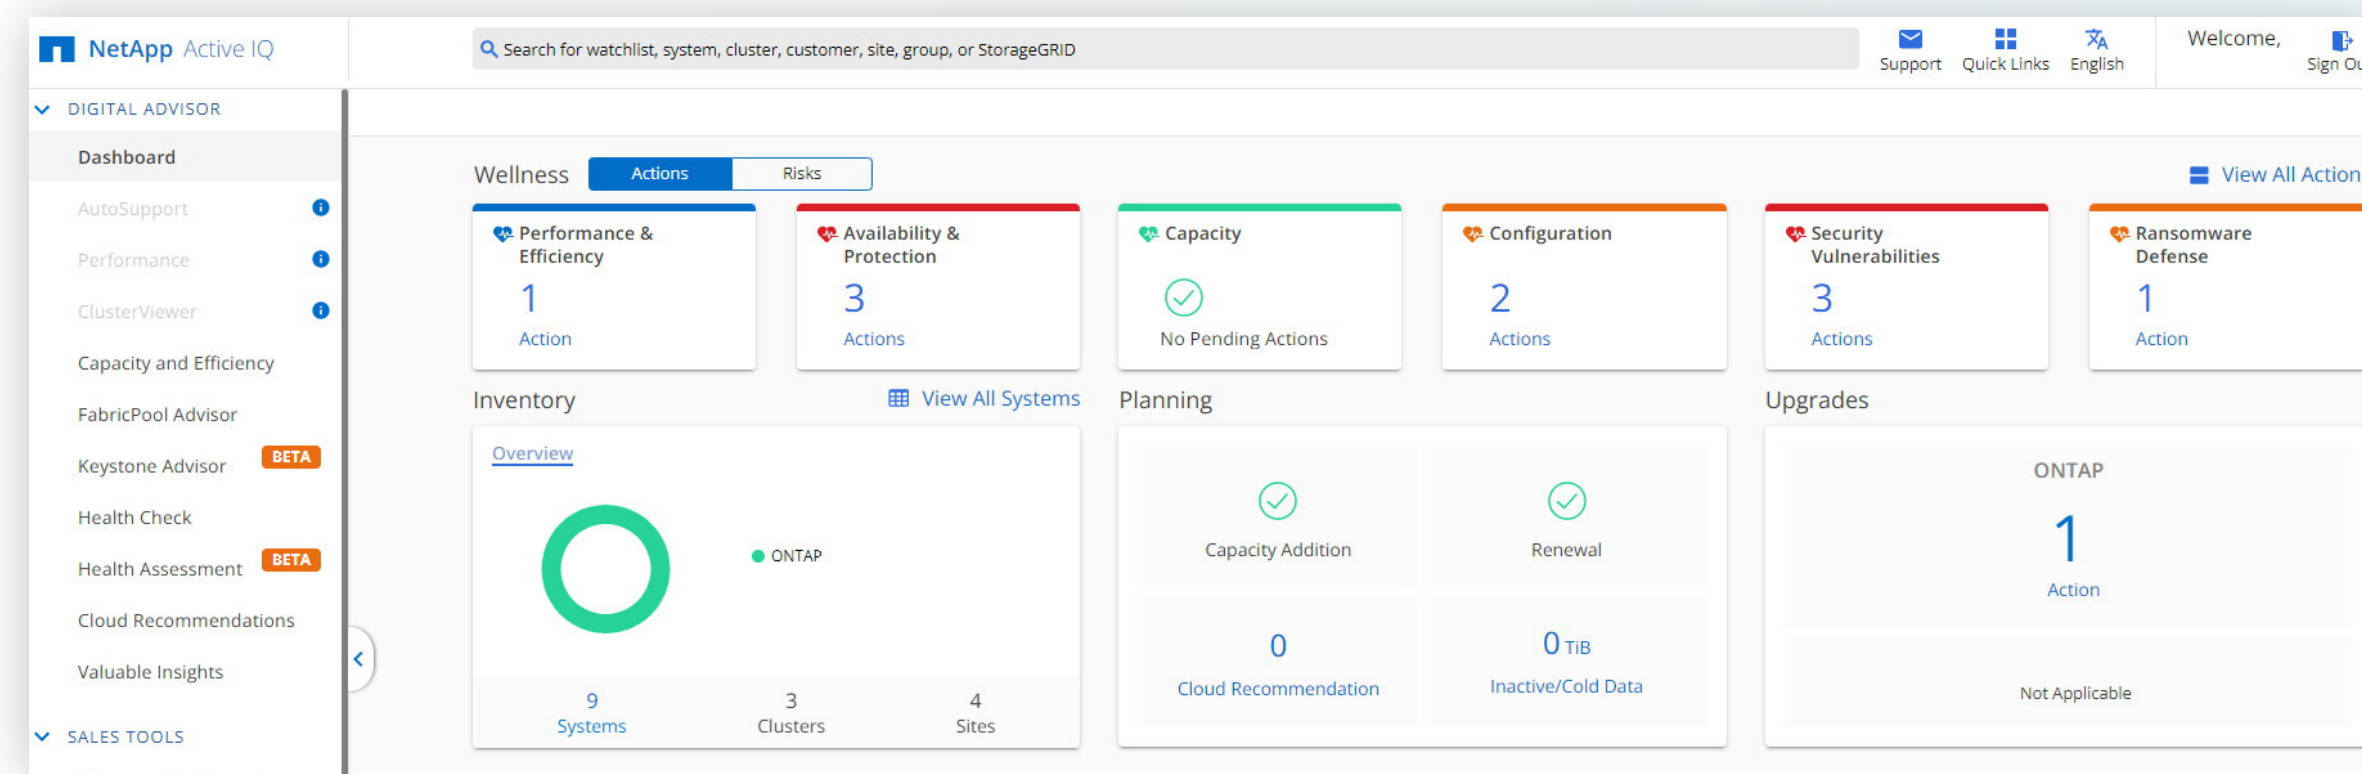 NetApp Active IQ
Search for watchlist, system, cluster, customer, site, group, or StorageGRID
Support
Quick Links
English
Welcome,
Sign Ou
DIGITAL ADVISOR
Dashboard
AutoSupport
Performance
ClusterViewer
Capacity and Efficiency
FabricPool Advisor
Keystone Advisor BETA
Health Check
Health Assessment BETA
Cloud Recommendations
Valuable Insights
SALES TOOLS
Wellness
Actions
Risks
View All Action
Performance &
Efficiency
1
Action
Availability &
Protection
3
Actions
Capacity
No Pending Actions
Configuration
2
Actions
Security
Vulnerabilities
3
Actions
Ransomware
Defense
1
Action
Inventory
View All Systems
Overview
ONTAP
9
Systems
3
Clusters
4
Sites
Planning
Capacity Addition
Renewal
0
Cloud Recommendation
0 TiB
Inactive/Cold Data
Upgrades
ONTAP
1
Action
Not Applicable